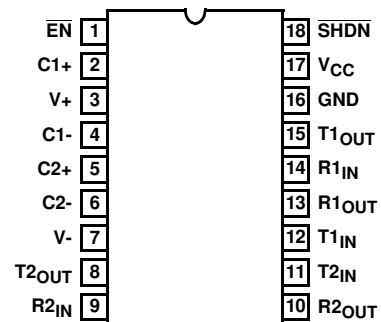 EN 1 18 SHDN
C1+ 2 17 VCC
V+ 3 16 GND
C1- 4 15 T1OUT
C2+ 5 14 R1IN
C2- 6 13 R1OUT
V- 7 12 T1IN
T2OUT 8 11 T2IN
R2IN 9 10 R2OUT